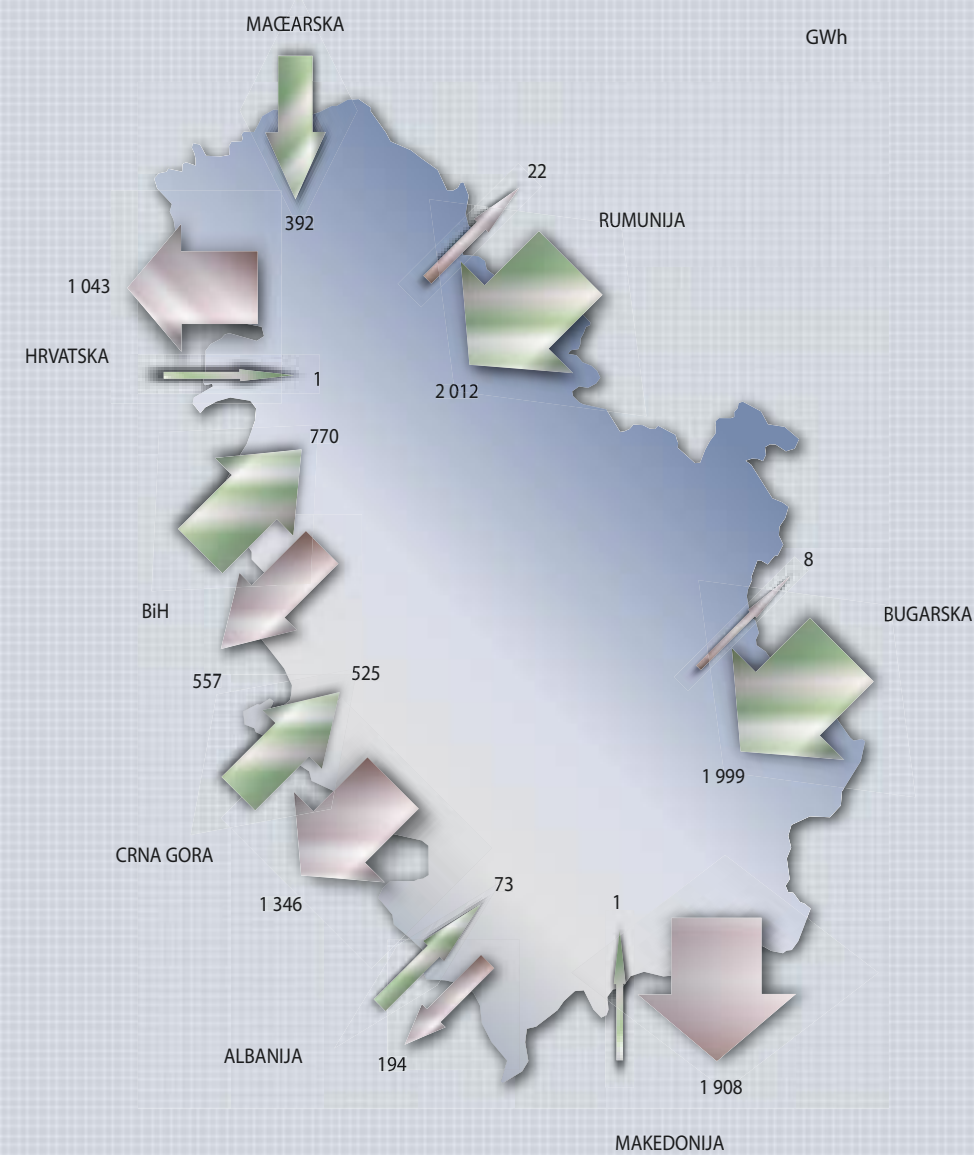 MAŒARSKA
GWh
22
RUMUNIJA
392
1 043
HRVATSKA
1
2 012
770
8
BiH
BUGARSKA
557
525
1 999
CRNA GORA
1 346
73
1
ALBANIJA
194
1 908
MAKEDONIJA